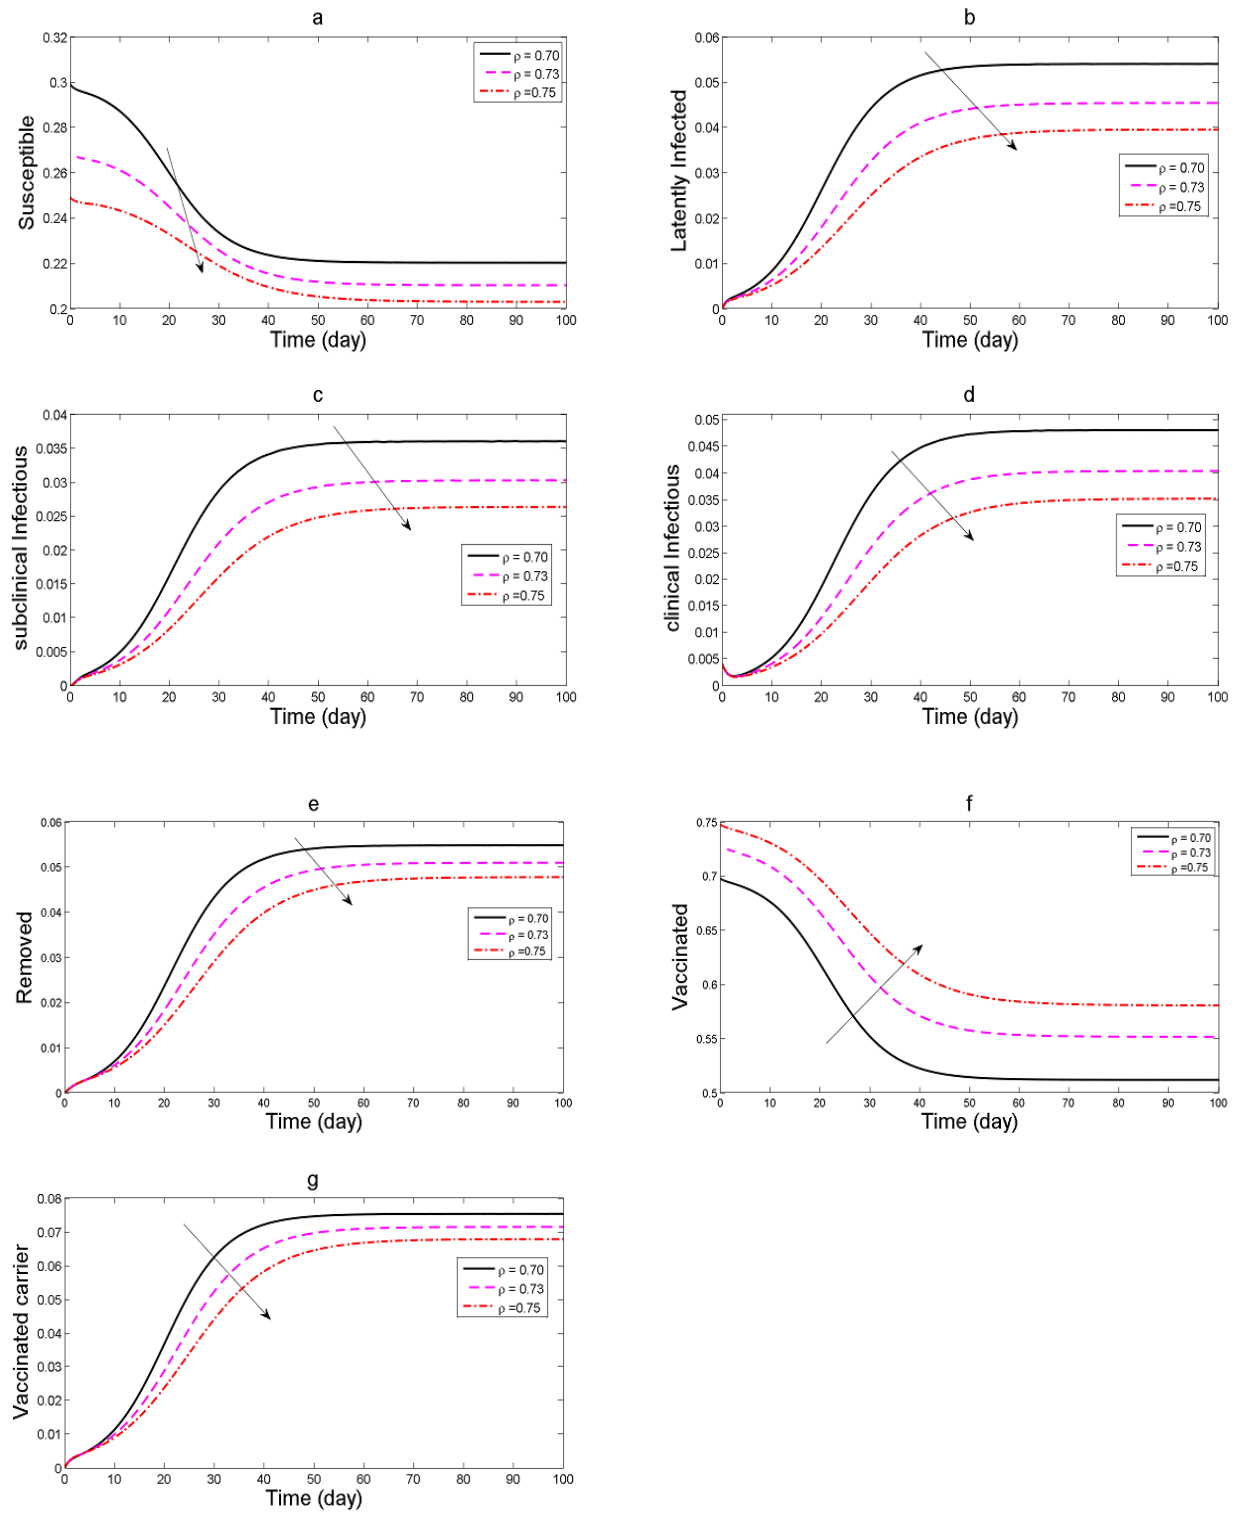 a
0.32
0.3
0.28
0.26
0.24
0.22
0.2
Susceptible
ρ = 0.70
ρ = 0.73
ρ =0.75
0 10 20 30 40 50 60 70 80 90 100
Time (day)
b
0.06
0.05
0.04
0.03
0.02
0.01
0
Latently Infected
ρ = 0.70
ρ = 0.73
ρ =0.75
0 10 20 30 40 50 60 70 80 90 100
Time (day)
c
0.04
0.035
0.03
0.025
0.02
0.015
0.01
0.005
0
subclinical Infectious
ρ = 0.70
ρ = 0.73
ρ =0.75
0 10 20 30 40 50 60 70 80 90 100
Time (day)
d
0.05
0.045
0.04
0.035
0.03
0.025
0.02
0.015
0.01
0.005
0
clinical Infectious
ρ = 0.70
ρ = 0.73
ρ =0.75
0 10 20 30 40 50 60 70 80 90 100
Time (day)
e
0.06
0.05
0.04
0.03
0.02
0.01
0
Removed
ρ = 0.70
ρ = 0.73
ρ =0.75
0 10 20 30 40 50 60 70 80 90 100
Time (day)
f
0.75
0.7
0.65
0.6
0.55
0.5
Vaccinated
ρ = 0.70
ρ = 0.73
ρ =0.75
0 10 20 30 40 50 60 70 80 90 100
Time (day)
g
0.08
0.07
0.06
0.05
0.04
0.03
0.02
0.01
0
Vaccinated carrier
ρ = 0.70
ρ = 0.73
ρ =0.75
0 10 20 30 40 50 60 70 80 90 100
Time (day)